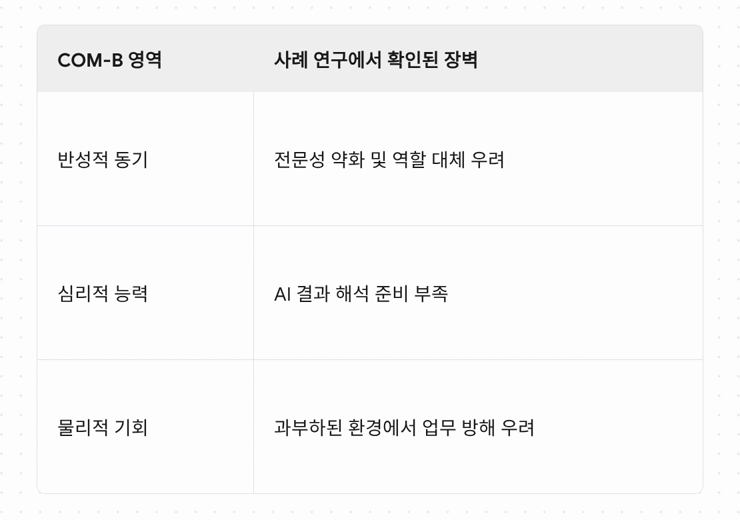 COM-B 영역
사례 연구에서 확인된 장벽
반성적 동기
전문성 약화 및 역할 대체 우려
심리적 능력
AI 결과 해석 준비 부족
물리적 기회
과부하된 환경에서 업무 방해 우려